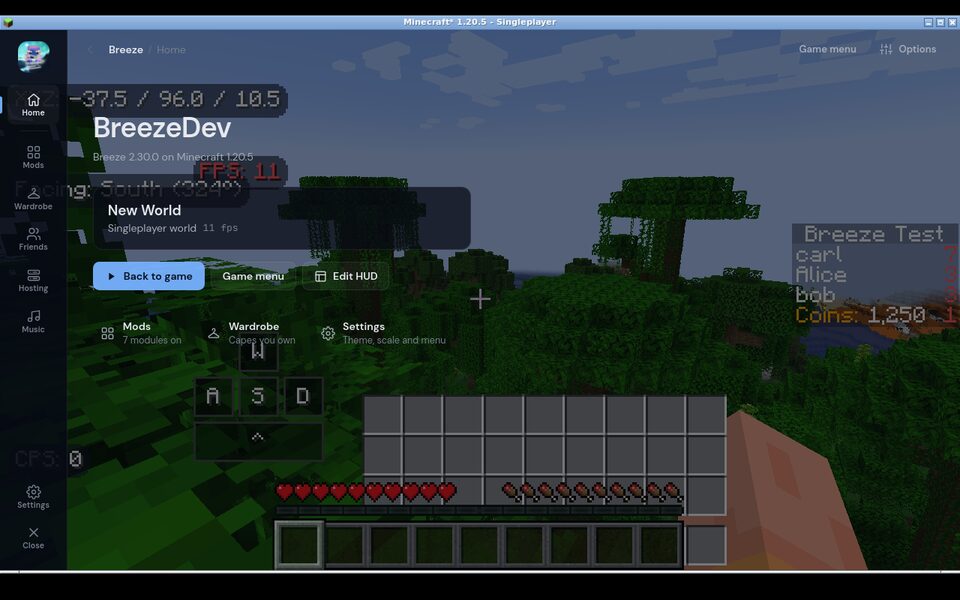 Minecraft* 1.20.5 - Singleplayer
Breeze / Home
Game menu
Options
Home
-37.5 / 96.0 / 10.5
BreezeDev
Breeze 2.30.0 on Minecraft 1.20.5
FPS: 11
Mods
Facing: South (324°)
Wardrobe
New World
Singleplayer world 11 fps
Friends
Breeze Test
carl
Alice
bob
Coins: 1,250
Hosting
Back to game
Game menu
Edit HUD
Music
Mods
7 modules on
Wardrobe
Capes you own
Settings
Theme, scale and menu
W
A S D
^
CPS: 0
Settings
Close